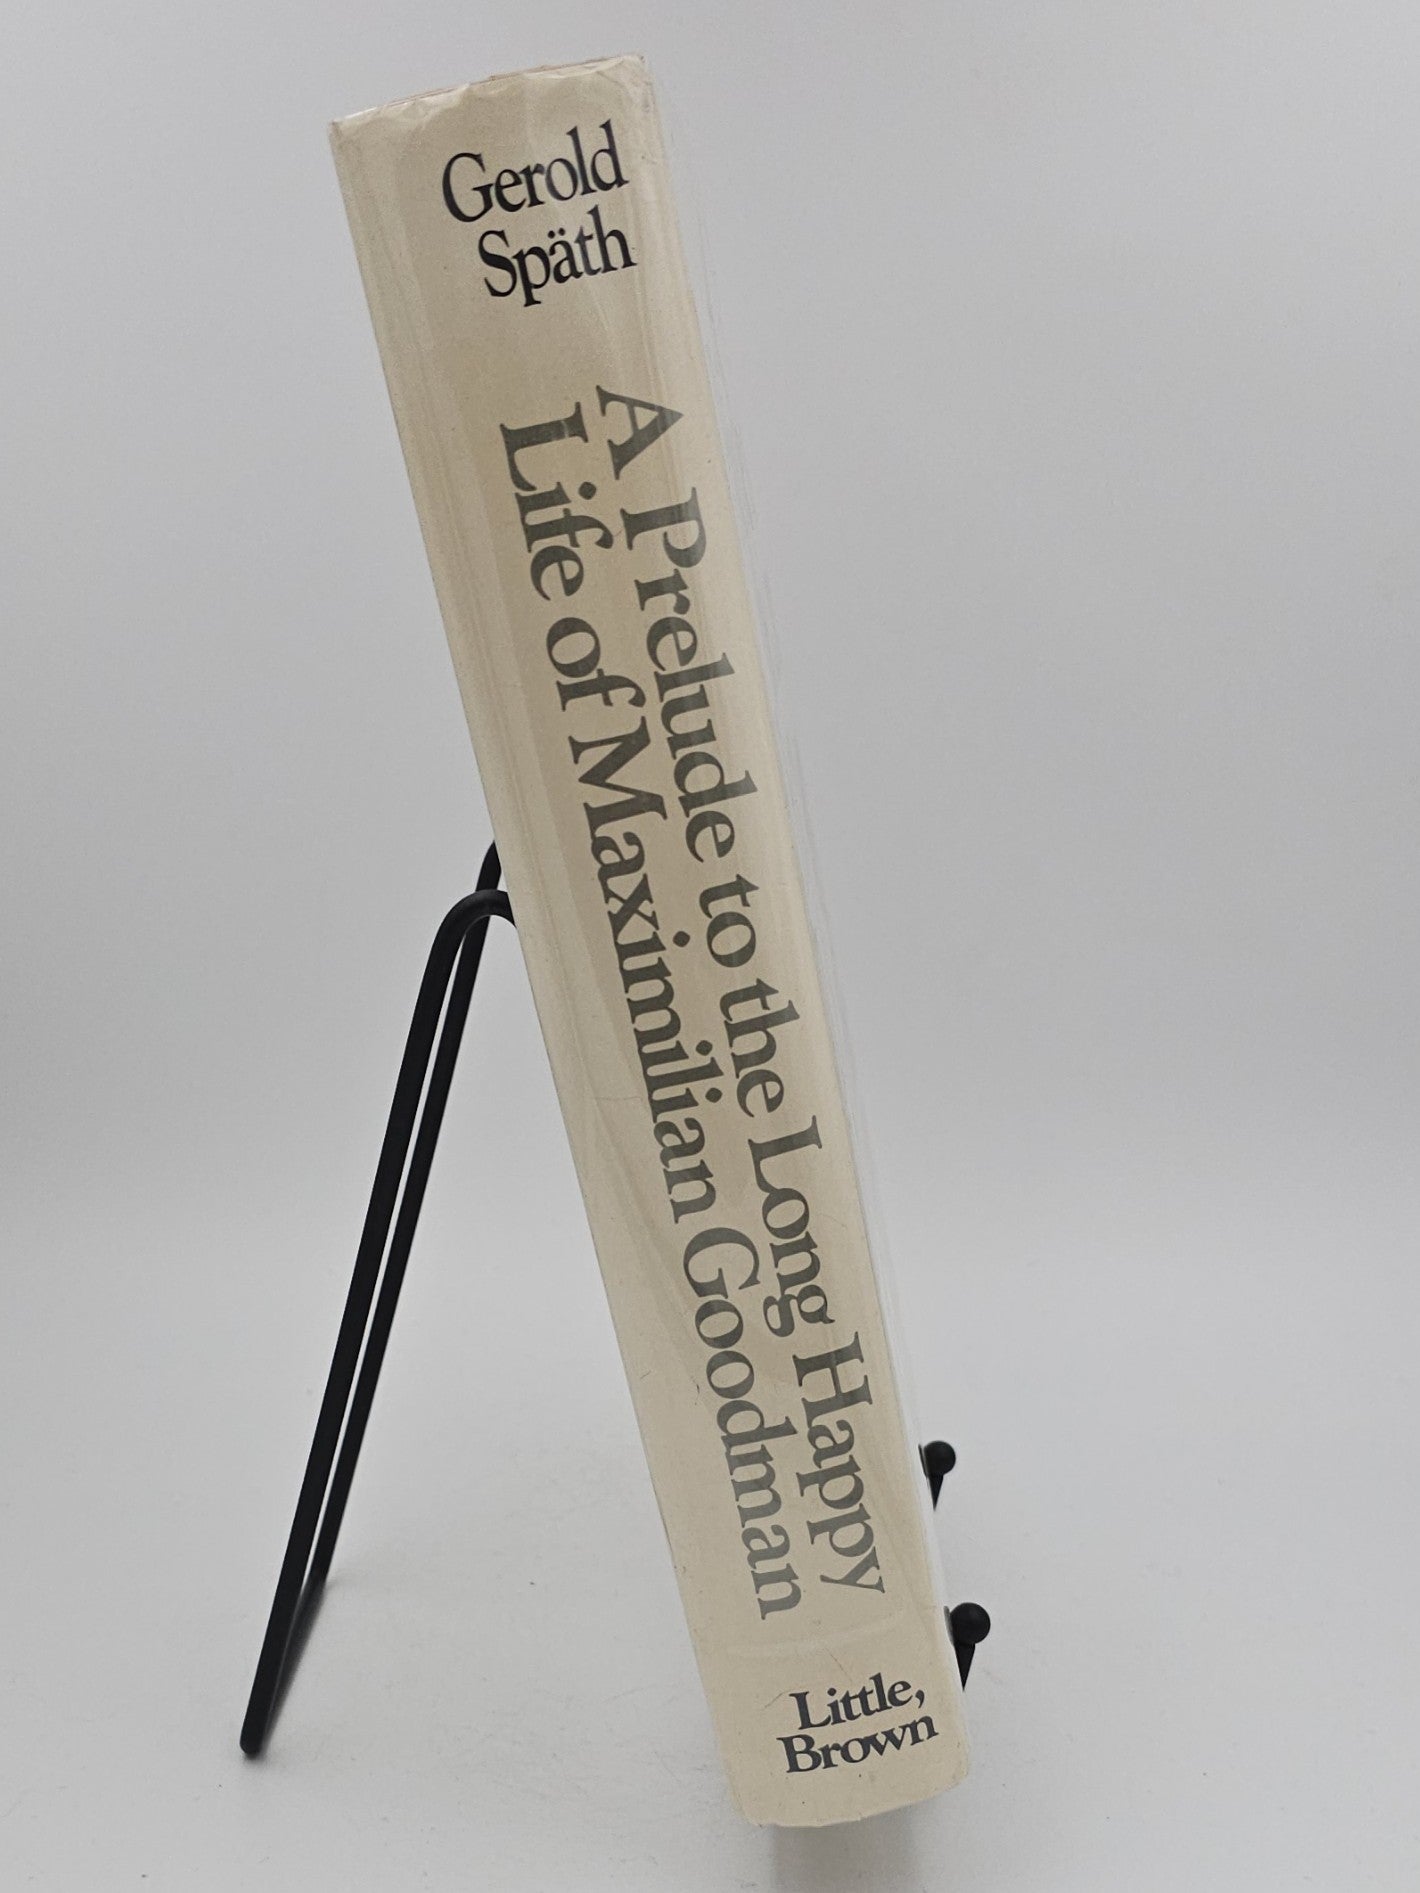 Gerold
Späth
A Prelude to the Long Happy
Life of Maximilian Goodman
Little,
Brown